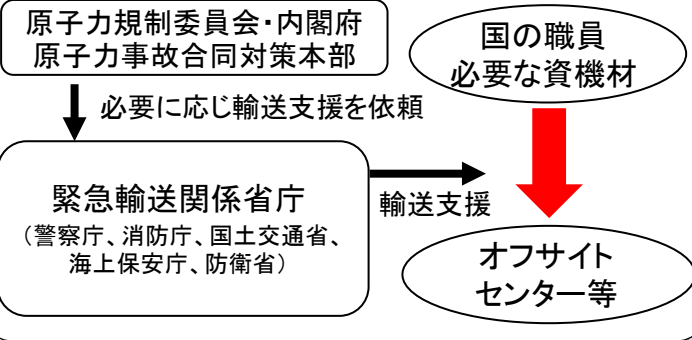 原子力規制委員会・内閣府
原子力事故合同対策本部
国の職員
必要な資機材
必要に応じ輸送支援を依頼
緊急輸送関係省庁
（警察庁、消防庁、国土交通省、
海上保安庁、防衛省）
輸送支援
オフサイト
センター等